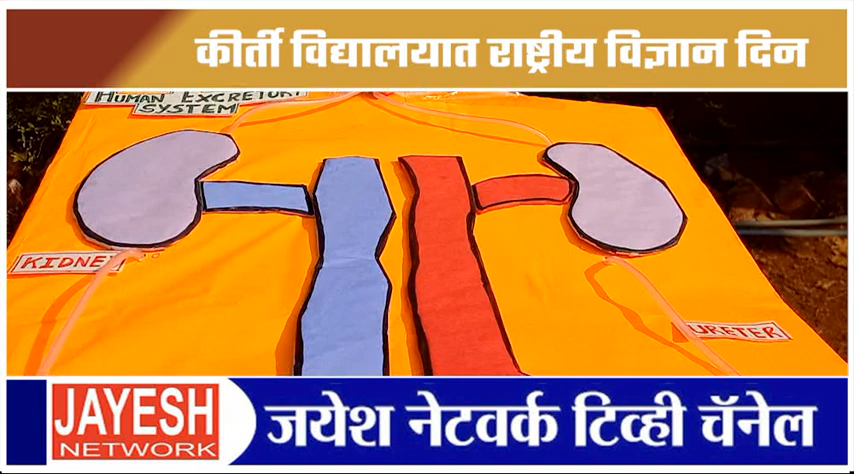 कीर्ती विद्यालयात राष्ट्रीय विज्ञान दिन
HUMAN EXCRETORY
SYSTEM
KIDNEY
URETER
JAYESH
NETWORK
जयेश नेटवर्क टिव्ही चॅनेल